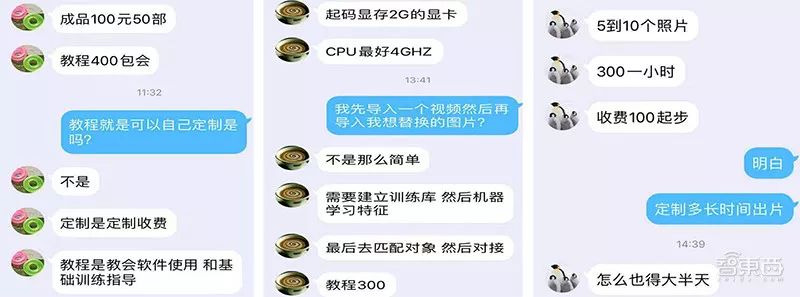 成品100元50部
教程400包会
11:32
教程就是可以自己定制是
吗?
不是
定制是定制收费
教程是教会软件使用 和基
础训练指导
起码显存2G的显卡
CPU最好4GHZ
13:41
我先导入一个视频然后再
导入我想替换的图片?
不是那么简单
需要建立训练库 然后机器
学习特征
最后去匹配对象 然后对接
教程300
5到10个照片
300一小时
收费100起步
明白
定制多长时间出片
14:39
怎么也得大半天
智東西